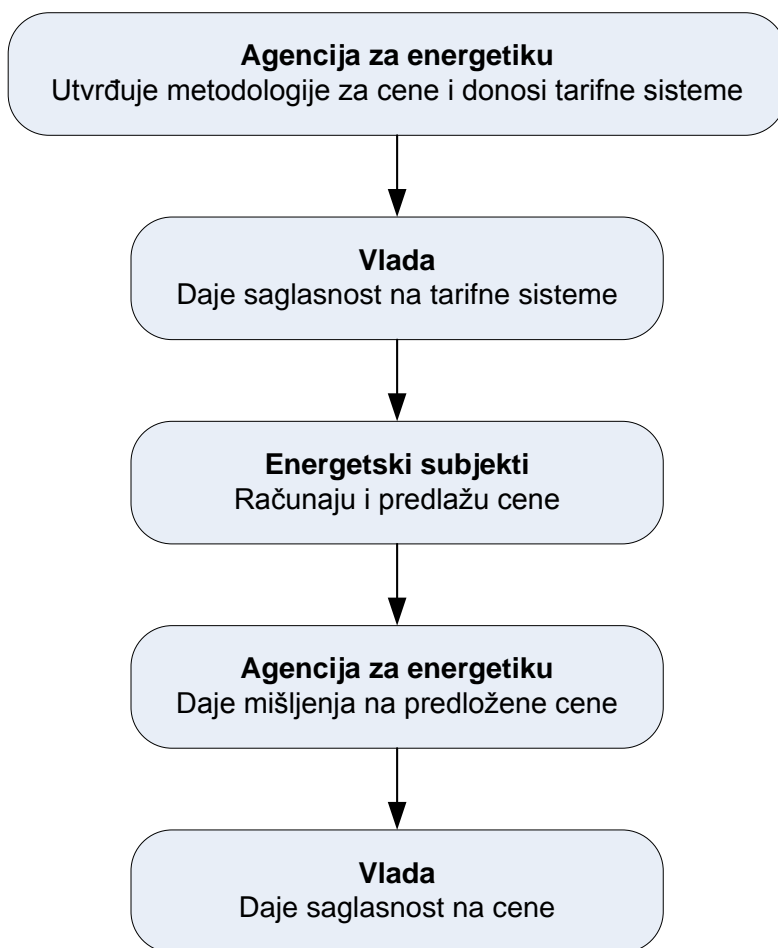 Agencija za energetiku
Utvrđuje metodologije za cene i donosi tarifne sisteme
Vlada
Daje saglasnost na tarifne sisteme
Energetski subjekti
Računaju i predlažu cene
Agencija za energetiku
Daje mišljenja na predložene cene
Vlada
Daje saglasnost na cene